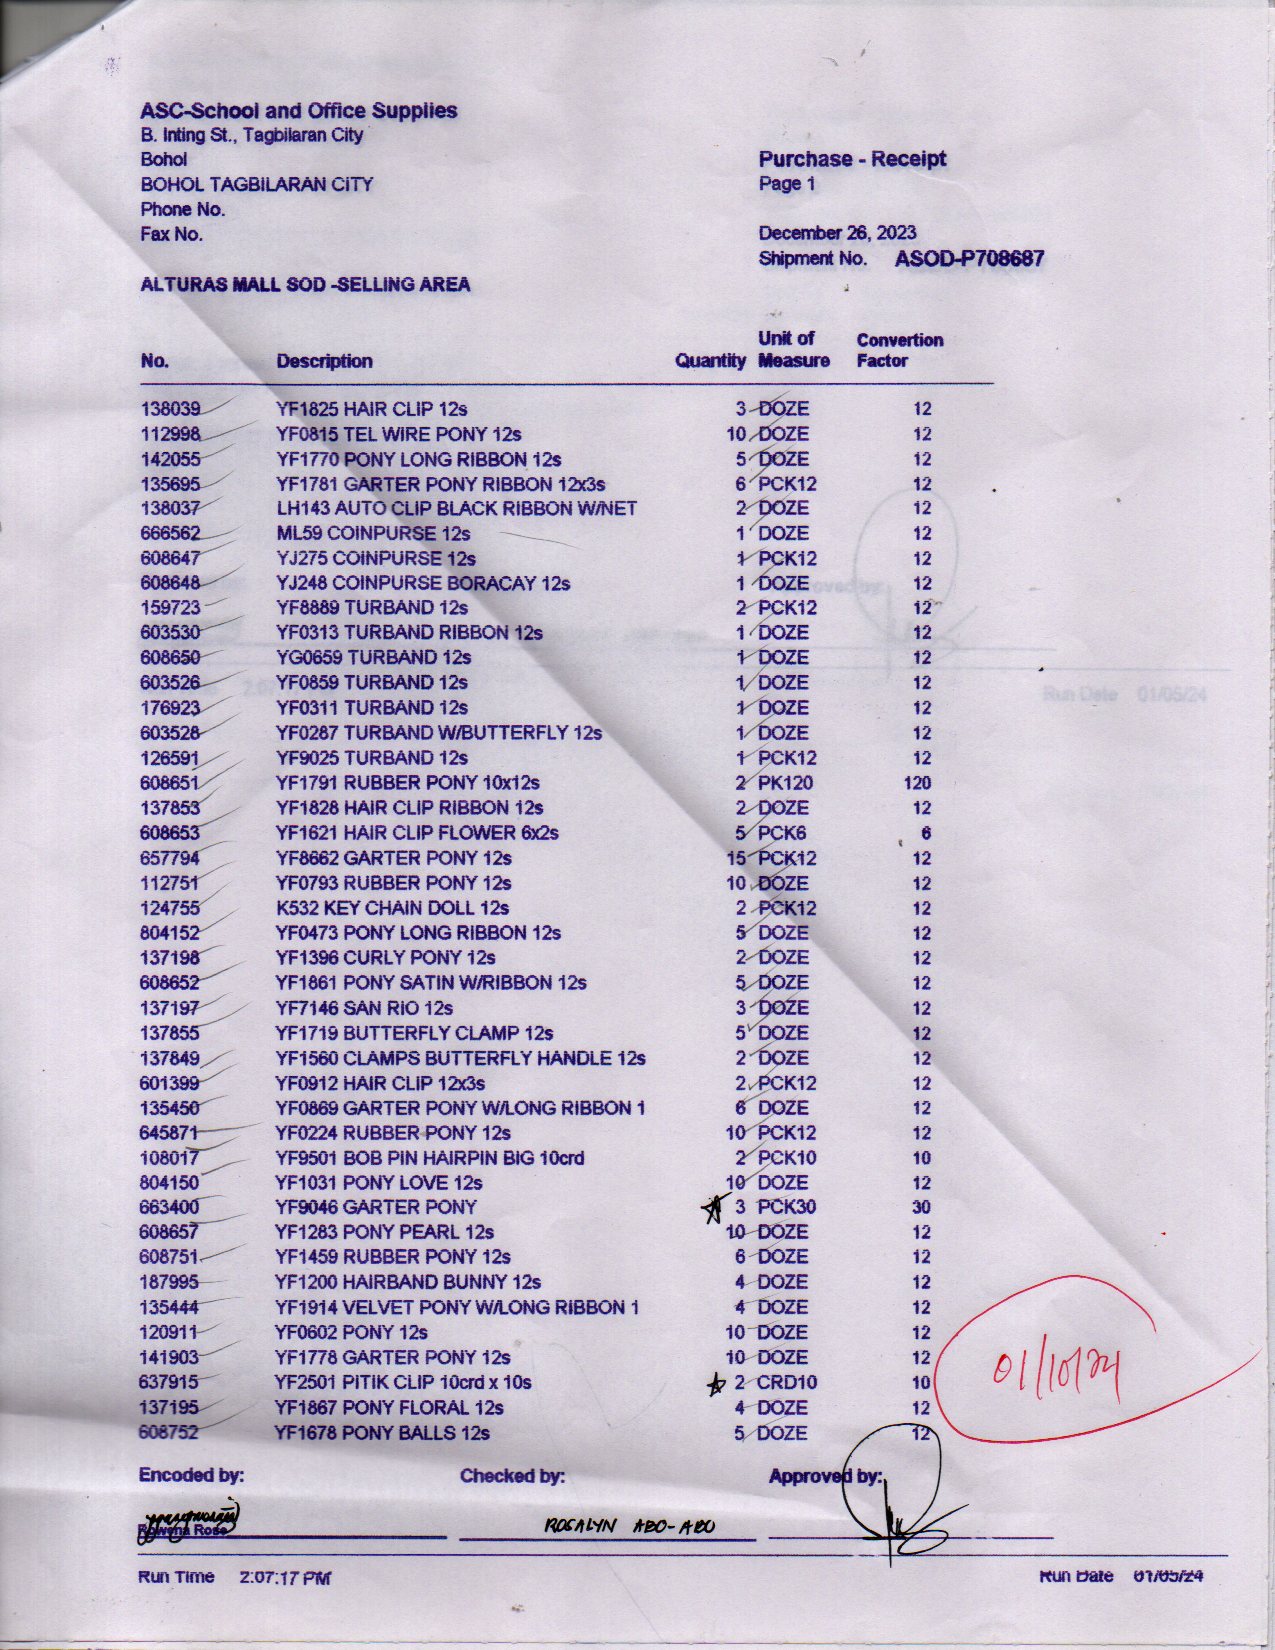 ASC-School and Office Supplies
B. Inting St., Tagbilaran City
Bohol
BOHOL TAGBILARAN CITY
Phone No.
Fax No.
Purchase - Receipt
Page 1
December 26, 2023
Shipment No. ASOD-P708687
ALTURAS MALL SOD -SELLING AREA
No. Description Quantity Unit of Measure Convertion Factor
138039 YF1825 HAIR CLIP 12s 3 DOZE 12
112998 YF0815 TEL WIRE PONY 12s 10 DOZE 12
142055 YF1770 PONY LONG RIBBON 12s 5 DOZE 12
135695 YF1781 GARTER PONY RIBBON 12x3s 6 PCK12 12
138037 LH143 AUTO CLIP BLACK RIBBON W/NET 2 DOZE 12
666562 ML59 COINPURSE 12s 1 DOZE 12
608647 YJ275 COINPURSE 12s 1 PCK12 12
608648 YJ248 COINPURSE BORACAY 12s 1 DOZE 12
159723 YF8889 TURBAND 12s 2 PCK12 12
603530 YF0313 TURBAND RIBBON 12s 1 DOZE 12
608650 YG0659 TURBAND 12s 1 DOZE 12
603526 YF0859 TURBAND 12s 1 DOZE 12
176923 YF0311 TURBAND 12s 1 DOZE 12
603528 YF0287 TURBAND W/BUTTERFLY 12s 1 DOZE 12
126591 YF9025 TURBAND 12s 1 PCK12 12
608651 YF1791 RUBBER PONY 10x12s 2 PK120 120
137853 YF1828 HAIR CLIP RIBBON 12s 2 DOZE 12
608653 YF1621 HAIR CLIP FLOWER 6x2s 5 PCK6 6
657794 YF8662 GARTER PONY 12s 15 PCK12 12
112751 YF0793 RUBBER PONY 12s 10 DOZE 12
124755 K532 KEY CHAIN DOLL 12s 2 PCK12 12
804152 YF0473 PONY LONG RIBBON 12s 5 DOZE 12
137198 YF1396 CURLY PONY 12s 2 DOZE 12
608652 YF1861 PONY SATIN W/RIBBON 12s 5 DOZE 12
137197 YF7146 SAN RIO 12s 3 DOZE 12
137855 YF1719 BUTTERFLY CLAMP 12s 5 DOZE 12
137849 YF1560 CLAMPS BUTTERFLY HANDLE 12s 2 DOZE 12
601399 YF0912 HAIR CLIP 12x3s 2 PCK12 12
135450 YF0869 GARTER PONY W/LONG RIBBON 1 6 DOZE 12
645871 YF0224 RUBBER PONY 12s 10 PCK12 12
108017 YF9501 BOB PIN HAIRPIN BIG 10crd 2 PCK10 10
804150 YF1031 PONY LOVE 12s 10 DOZE 12
663400 YF9046 GARTER PONY 3 PCK30 30
608657 YF1283 PONY PEARL 12s 10 DOZE 12
608751 YF1459 RUBBER PONY 12s 6 DOZE 12
187995 YF1200 HAIRBAND BUNNY 12s 4 DOZE 12
135444 YF1914 VELVET PONY W/LONG RIBBON 1 4 DOZE 12
120911 YF0602 PONY 12s 10 DOZE 12
141903 YF1778 GARTER PONY 12s 10 DOZE 12
637915 YF2501 PITIK CLIP 10crd x 10s 2 CRD10 10
137195 YF1867 PONY FLORAL 12s 4 DOZE 12
608752 YF1678 PONY BALLS 12s 5 DOZE 12
01/10/24
Encoded by: Checked by: Approved by:
Rowena Rose ROSALYN ABO-ABO
Run Time 2:07:17 PM Run Date 01/05/24